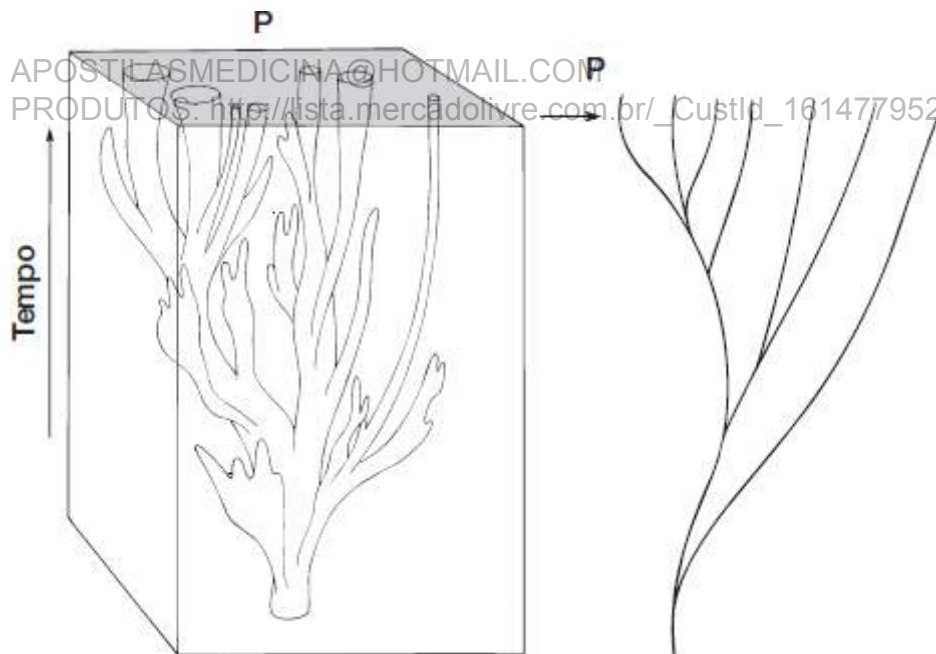 P
APOSTILASMEDICINA@HOTMAIL.COM
P
PRODUTOS: http://lista.mercadolivre.com.br/_CustId_161477952
Tempo